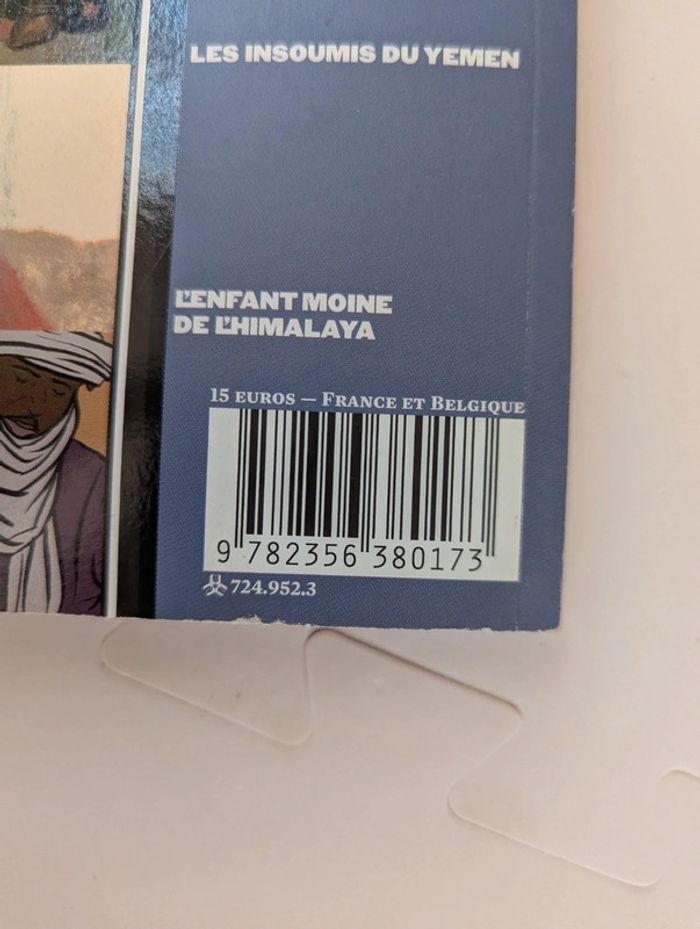 LES INSOUMIS DU YEMEN
L'ENFANT MOINE
DE L'HIMALAYA
15 EUROS — FRANCE ET BELGIQUE
9 782356 380173
724.952.3